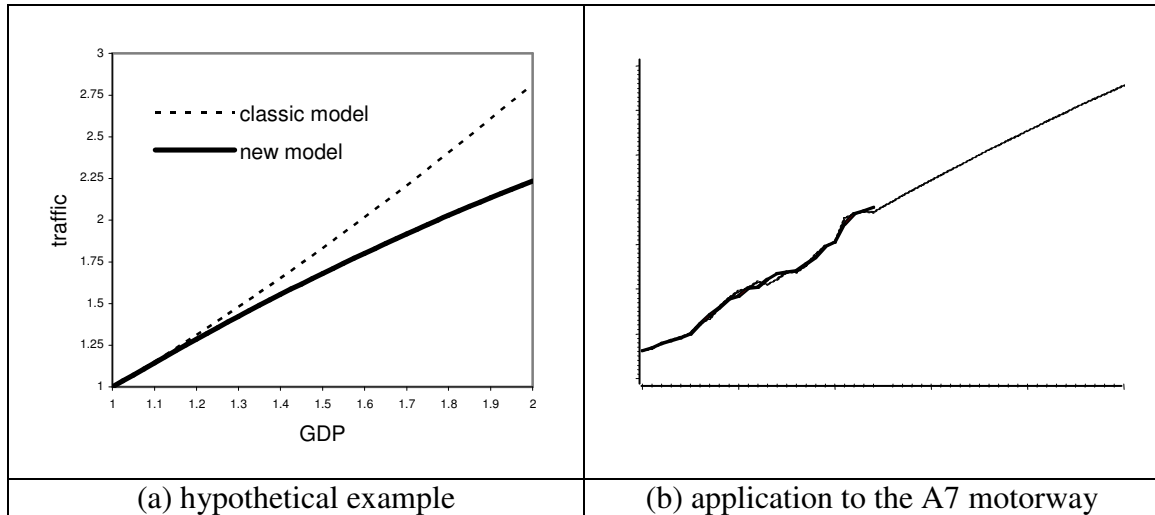 3
2.75
2.5
2.25
2
1.75
1.5
1.25
1
traffic
classic model
new model
1 1.1 1.2 1.3 1.4 1.5 1.6 1.7 1.8 1.9 2
GDP
(a) hypothetical example
(b) application to the A7 motorway